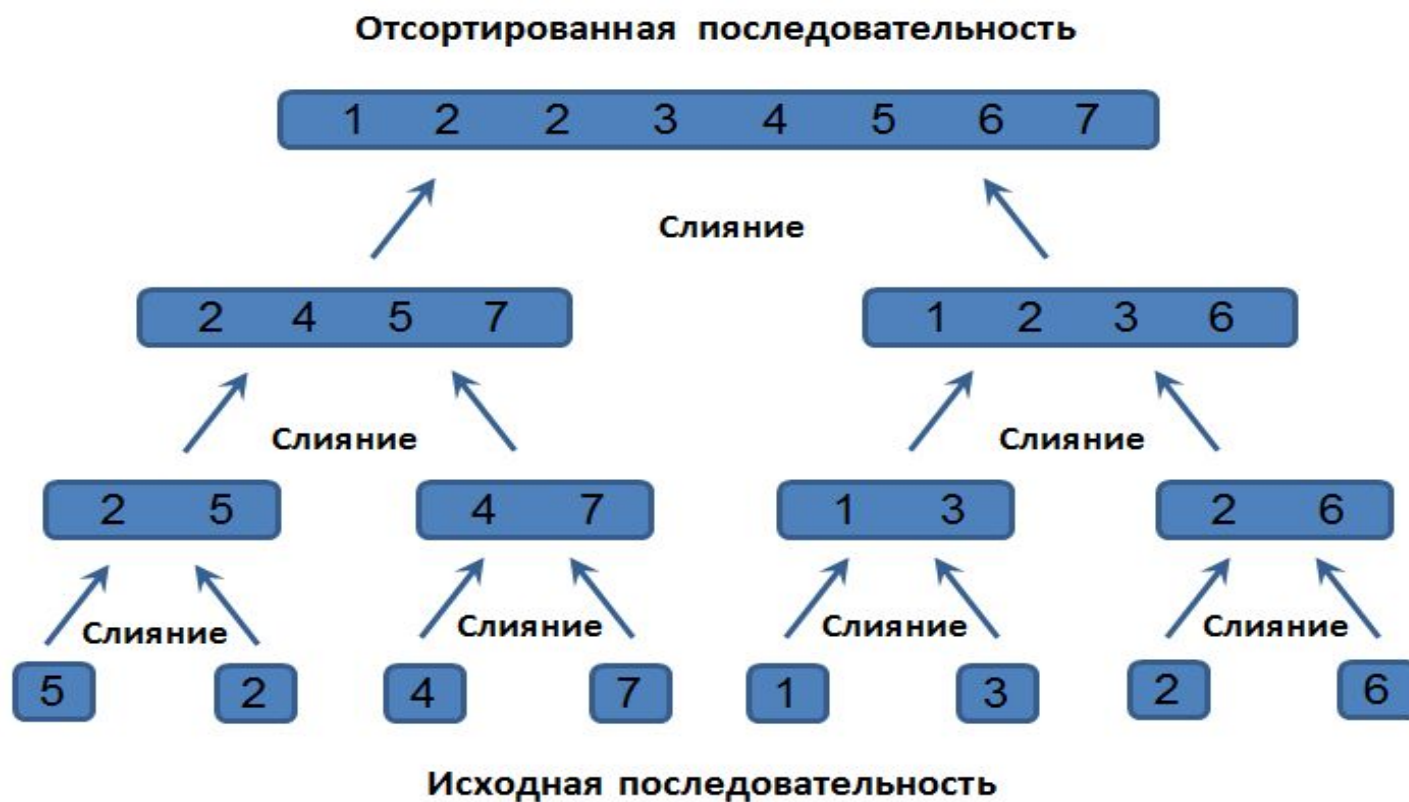 Отсортированная последовательность
1 2 2 3 4 5 6 7
Слияние
2 4 5 7
1 2 3 6
Слияние
Слияние
2 5
4 7
1 3
2 6
Слияние
Слияние
Слияние
Слияние
5
2
4
7
1
3
2
6
Исходная последовательность